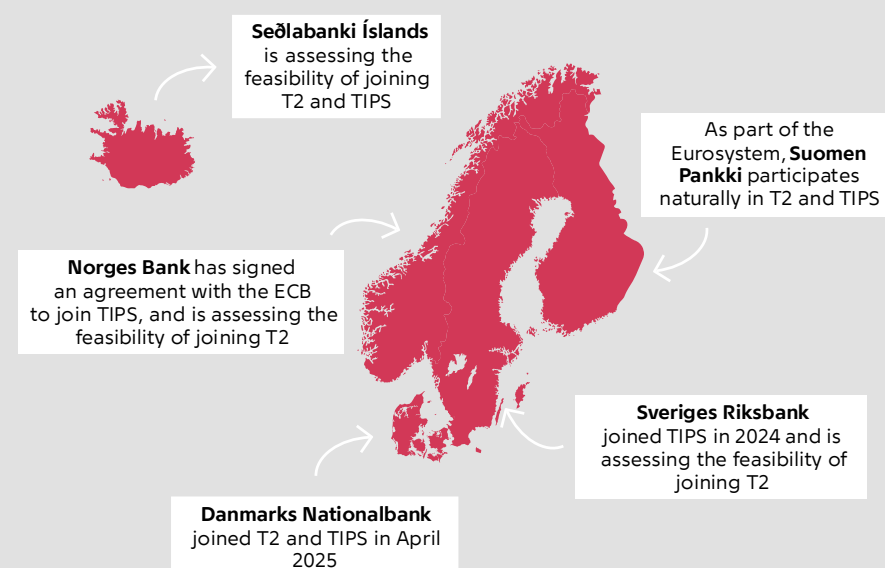 Seðlabanki Íslands
is assessing the
feasibility of joining
T2 and TIPS
As part of the
Eurosystem, Suomen
Pankki participates
naturally in T2 and TIPS
Norges Bank has signed
an agreement with the ECB
to join TIPS, and is assessing the
feasibility of joining T2
Sveriges Riksbank
joined TIPS in 2024 and is
assessing the feasibility of
joining T2
Danmarks Nationalbank
joined T2 and TIPS in April
2025